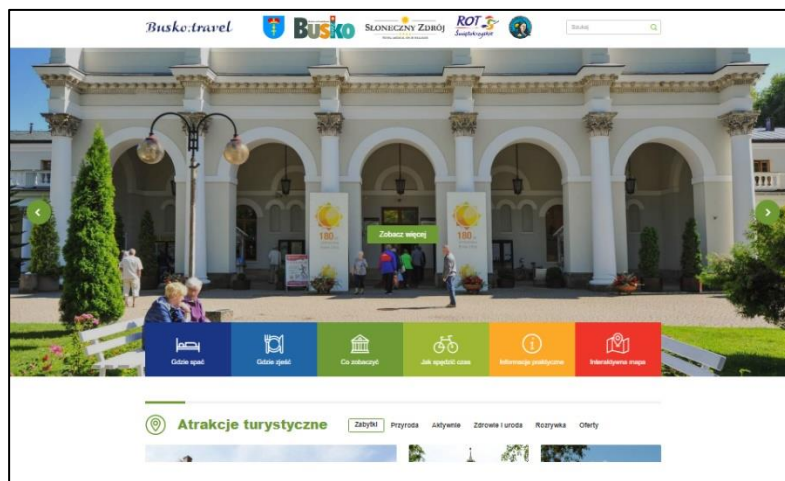 Busko:travel
Busko
SŁONECZNY ZDRÓJ
ROT
Świętokrzyskie
Szukaj
180
180
Zobacz więcej
Gdzie spać
Gdzie zjeść
Co zobaczyć
Jak spędzić czas
Informacje praktyczne
Interaktywna mapa
Atrakcje turystyczne
Zabytki
Przyroda
Aktywnie
Zdrowie i uroda
Rozrywka
Oferty